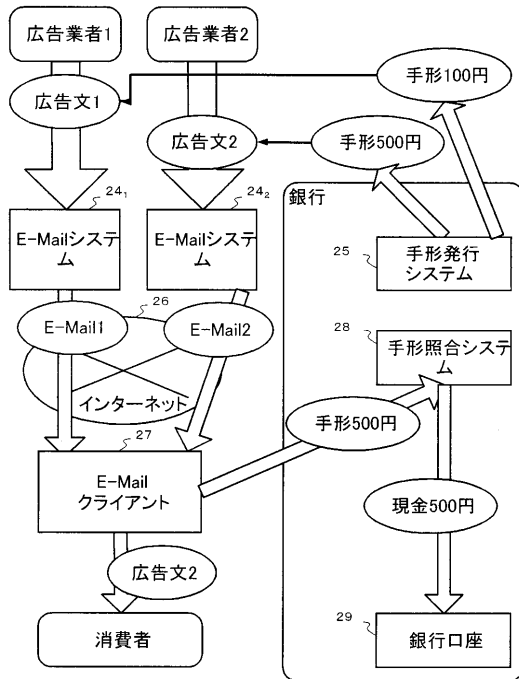 広告業者1
広告業者2
広告文1
手形100円
広告文2
手形500円
24₁
24₂
銀行
E-Mailシステ
ム
E-Mailシステ
ム
25
手形発行
システム
26
E-Mail1
E-Mail2
28
手形照合システ
ム
インターネット
手形500円
27
E-Mail
クライアント
現金500円
広告文2
消費者
29
銀行口座